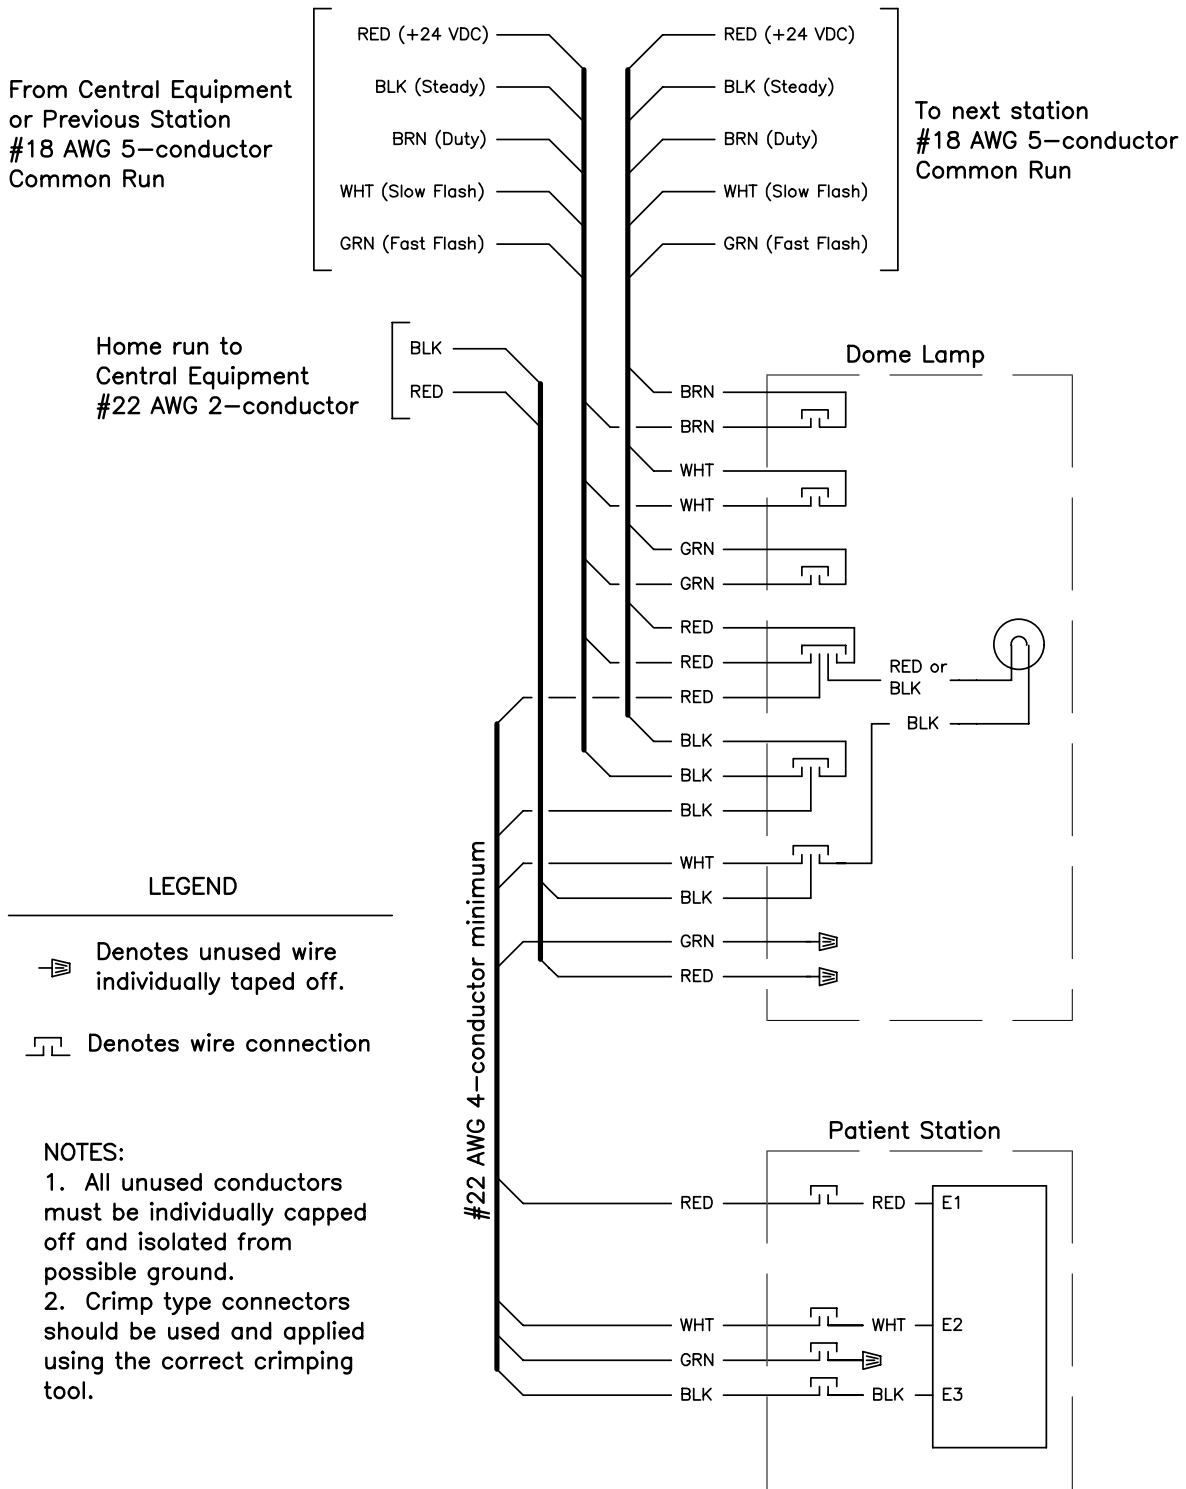 RED (+24 VDC)
BLK (Steady)
BRN (Duty)
WHT (Slow Flash)
GRN (Fast Flash)
From Central Equipment
or Previous Station
#18 AWG 5-conductor
Common Run
RED (+24 VDC)
BLK (Steady)
BRN (Duty)
WHT (Slow Flash)
GRN (Fast Flash)
To next station
#18 AWG 5-conductor
Common Run
Home run to
Central Equipment
#22 AWG 2-conductor
BLK
RED
Dome Lamp
BRN
BRN
WHT
WHT
GRN
GRN
RED
RED
RED
RED or
BLK
BLK
BLK
BLK
BLK
WHT
BLK
GRN
RED
#22 AWG 4-conductor minimum
LEGEND
Denotes unused wire
individually taped off.
Denotes wire connection
NOTES:
1. All unused conductors
must be individually capped
off and isolated from
possible ground.
2. Crimp type connectors
should be used and applied
using the correct crimping
tool.
Patient Station
RED
RED
E1
WHT
WHT
E2
GRN
BLK
BLK
E3